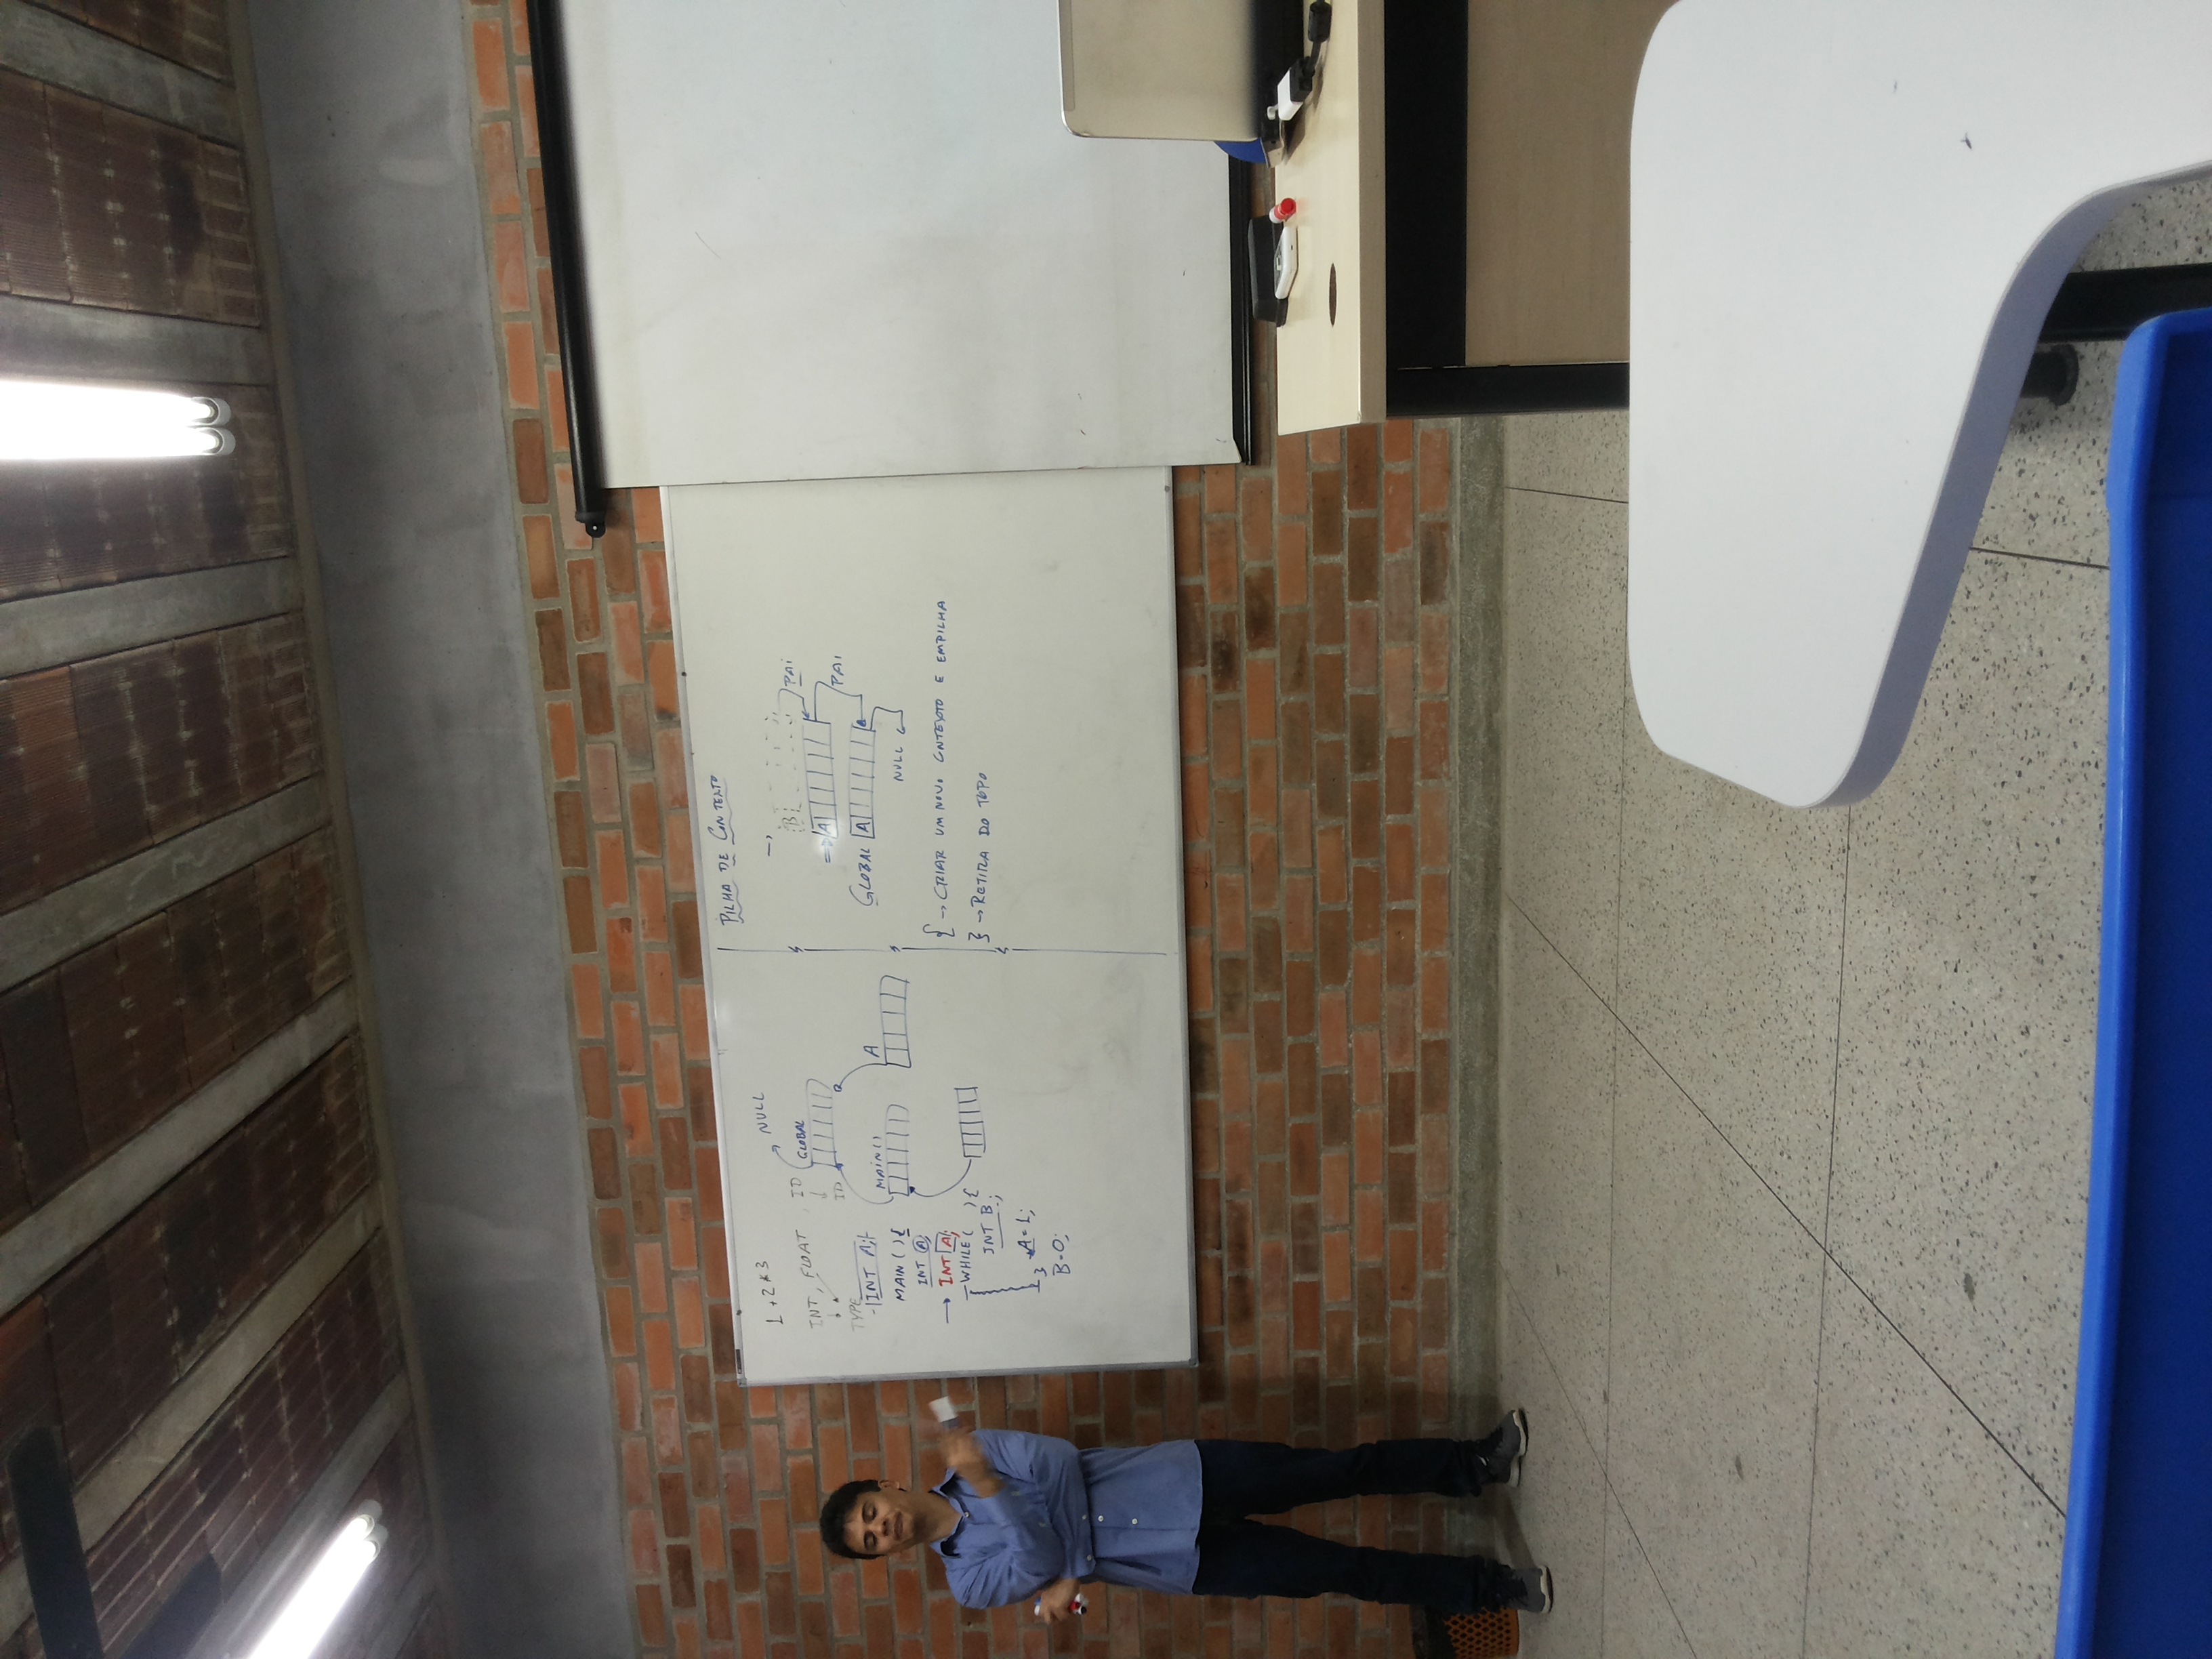 1+2*3
INT, FLOAT
TYPE
INT A;
MAIN( ){
INT A;
INT A;
WHILE( ){
INT B;
A=1;
}
B=0;
NULL
ID
GLOBAL
ID
MAIN()
A
PILHA DE CONTEXTO
B
PAI
A
PAI
GLOBAL A
NULL
{ → CRIAR UM NOVO CONTEXTO E EMPILHA
} → RETIRA DO TOPO